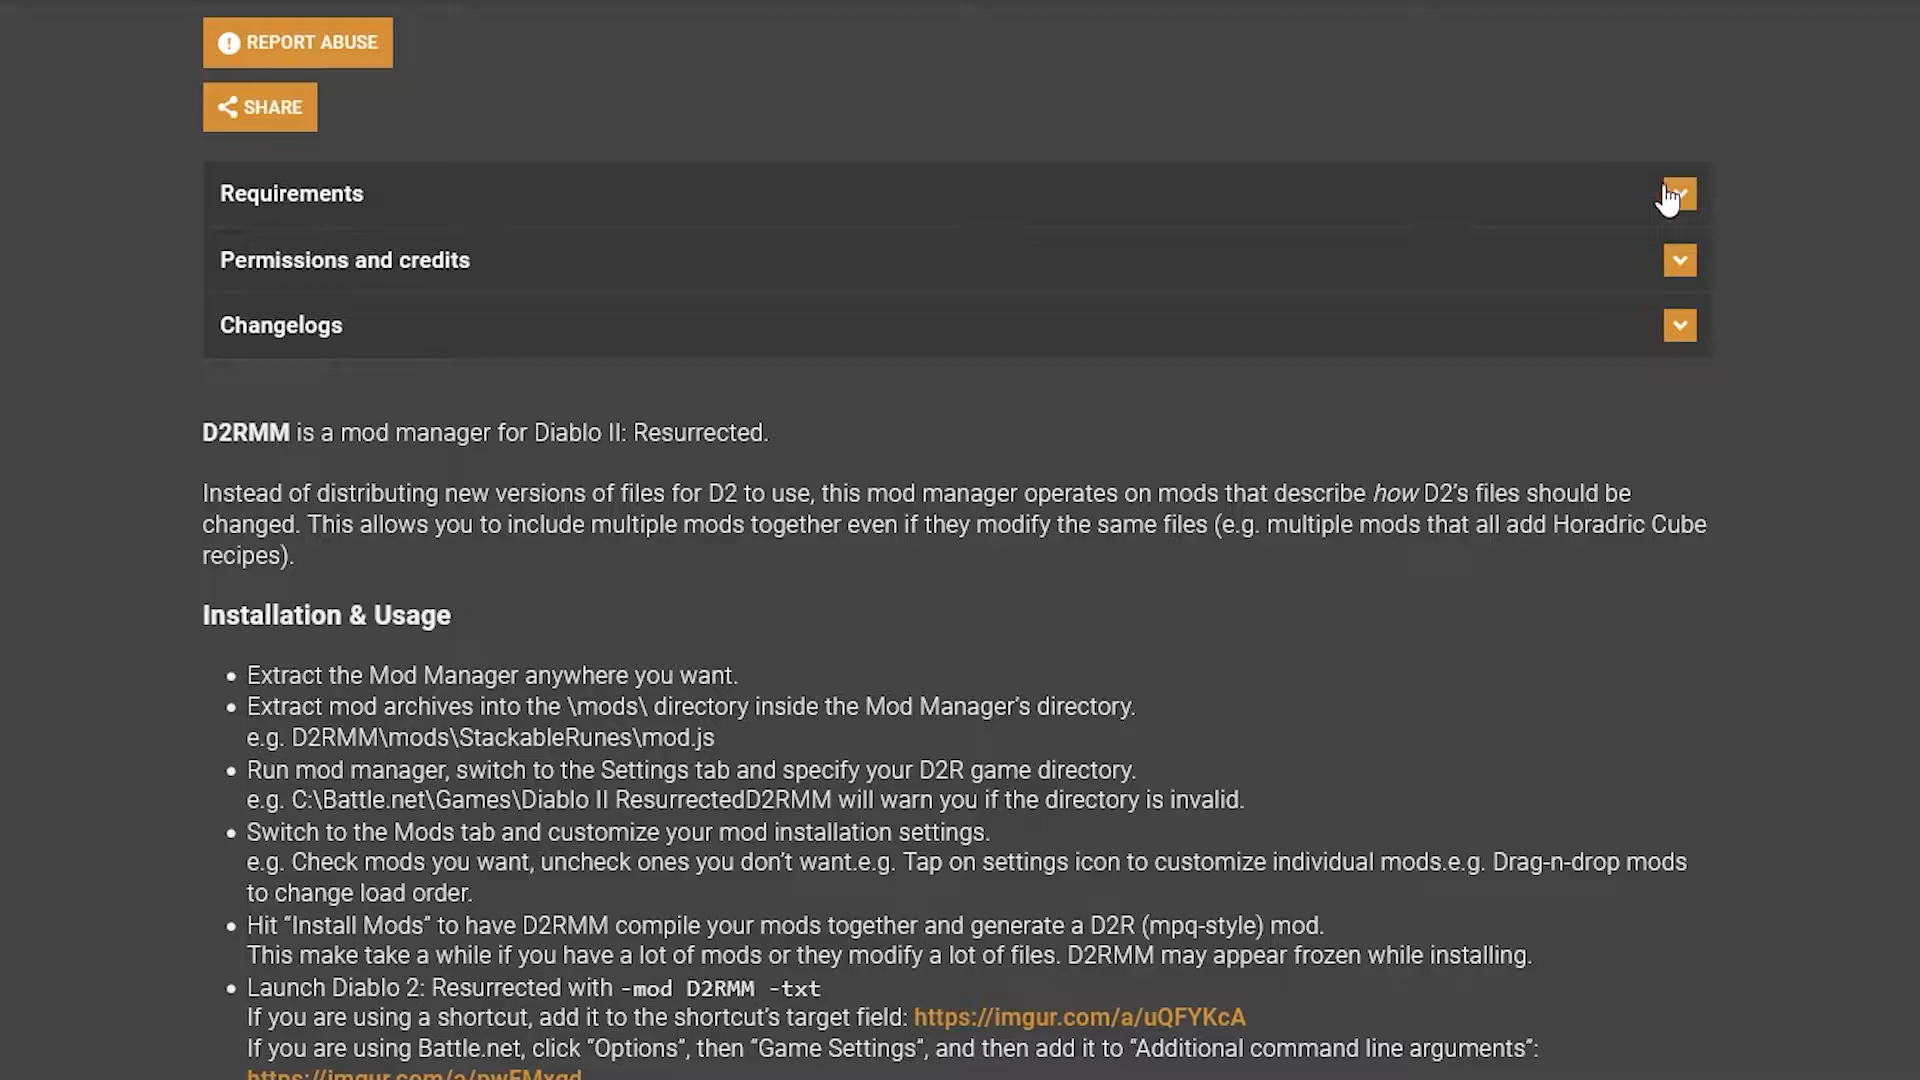 REPORT ABUSE
SHARE
Requirements
Permissions and credits
Changelogs
D2RMM is a mod manager for Diablo II: Resurrected.
Instead of distributing new versions of files for D2 to use, this mod manager operates on mods that describe how D2's files should be
changed. This allows you to include multiple mods together even if they modify the same files (e.g. multiple mods that all add Horadric Cube
recipes).
Installation & Usage
• Extract the Mod Manager anywhere you want.
• Extract mod archives into the \mods\ directory inside the Mod Manager's directory.
e.g. D2RMM\mods\StackableRunes\mod.js
• Run mod manager, switch to the Settings tab and specify your D2R game directory.
e.g. C:\Battle.net\Games\Diablo II ResurrectedD2RMM will warn you if the directory is invalid.
• Switch to the Mods tab and customize your mod installation settings.
e.g. Check mods you want, uncheck ones you don't want.e.g. Tap on settings icon to customize individual mods.e.g. Drag-n-drop mods
to change load order.
• Hit “Install Mods” to have D2RMM compile your mods together and generate a D2R (mpq-style) mod.
This make take a while if you have a lot of mods or they modify a lot of files. D2RMM may appear frozen while installing.
• Launch Diablo 2: Resurrected with -mod D2RMM -txt
If you are using a shortcut, add it to the shortcut's target field: https://imgur.com/a/uQFYKcA
If you are using Battle.net, click “Options”, then “Game Settings”, and then add it to “Additional command line arguments”: